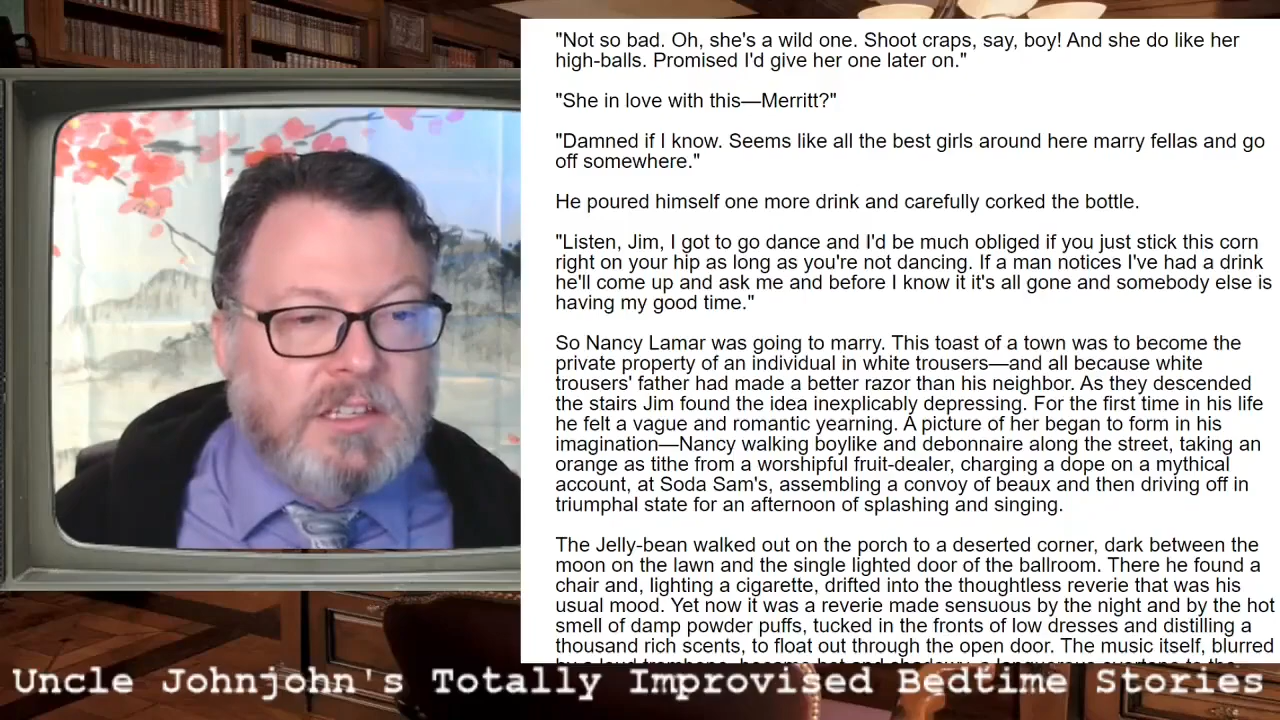 "Not so bad. Oh, she's a wild one. Shoot craps, say, boy! And she do like her
high-balls. Promised I'd give her one later on."
"She in love with this—Merritt?"
"Damned if I know. Seems like all the best girls around here marry fellas and go
off somewhere."
He poured himself one more drink and carefully corked the bottle.
"Listen, Jim, I got to go dance and I'd be much obliged if you just stick this corn
right on your hip as long as you're not dancing. If a man notices I've had a drink
he'll come up and ask me and before I know it it's all gone and somebody else is
having my good time."
So Nancy Lamar was going to marry. This toast of a town was to become the
private property of an individual in white trousers—and all because white
trousers' father had made a better razor than his neighbor. As they descended
the stairs Jim found the idea inexplicably depressing. For the first time in his life
he felt a vague and romantic yearning. A picture of her began to form in his
imagination—Nancy walking boylike and debonnaire along the street, taking an
orange as tithe from a worshipful fruit-dealer, charging a dope on a mythical
account, at Soda Sam's, assembling a convoy of beaux and then driving off in
triumphal state for an afternoon of splashing and singing.
The Jelly-bean walked out on the porch to a deserted corner, dark between the
moon on the lawn and the single lighted door of the ballroom. There he found a
chair and, lighting a cigarette, drifted into the thoughtless reverie that was his
usual mood. Yet now it was a reverie made sensuous by the night and by the hot
smell of damp powder puffs, tucked in the fronts of low dresses and distilling a
thousand rich scents, to float out through the open door. The music itself, blurred
Uncle Johnjohn's Totally Improvised Bedtime Stories